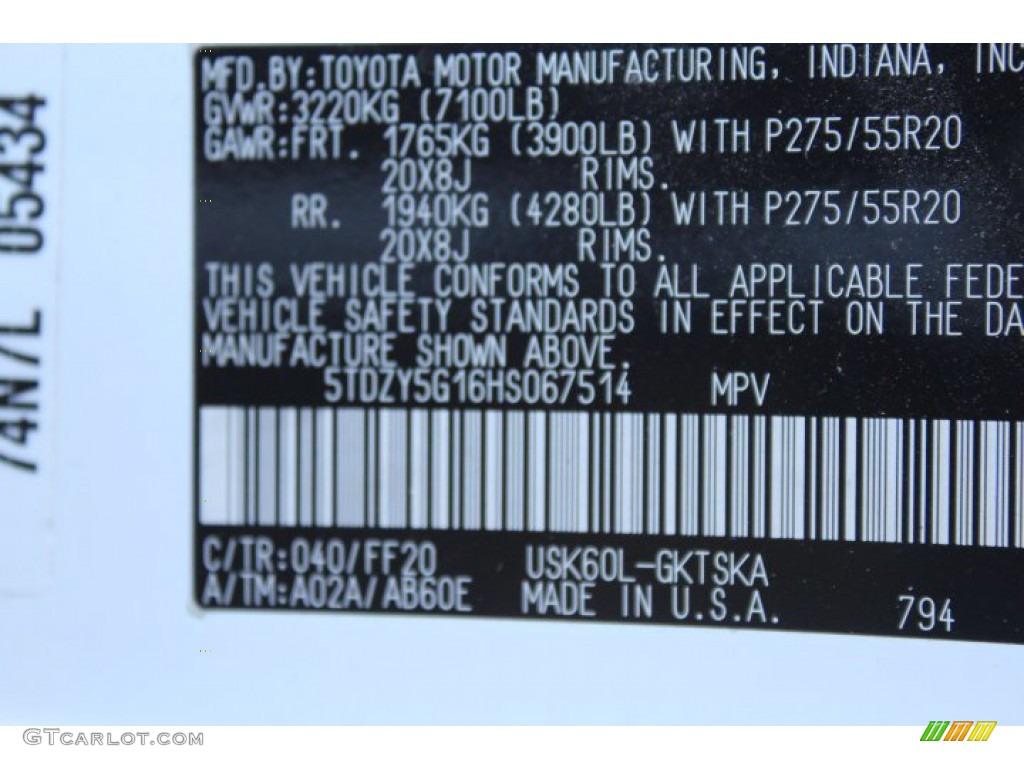 MFD.BY:TOYOTA MOTOR MANUFACTURING, INDIANA, INC
GVWR:3220KG (7100LB)
GAWR:FRT. 1765KG (3900LB) WITH P275/55R20
20X8J RIMS.
RR. 1940KG (4280LB) WITH P275/55R20
20X8J RIMS.
THIS VEHICLE CONFORMS TO ALL APPLICABLE FEDE
VEHICLE SAFETY STANDARDS IN EFFECT ON THE DA
MANUFACTURE SHOWN ABOVE.
5TDZY5G16HS067514 MPV
C/TR:040/FF20 USK60L-GKTSKA
A/TM:A02A/AB60E MADE IN U.S.A. 794
74N7L 05434
GTCARLOT.COM